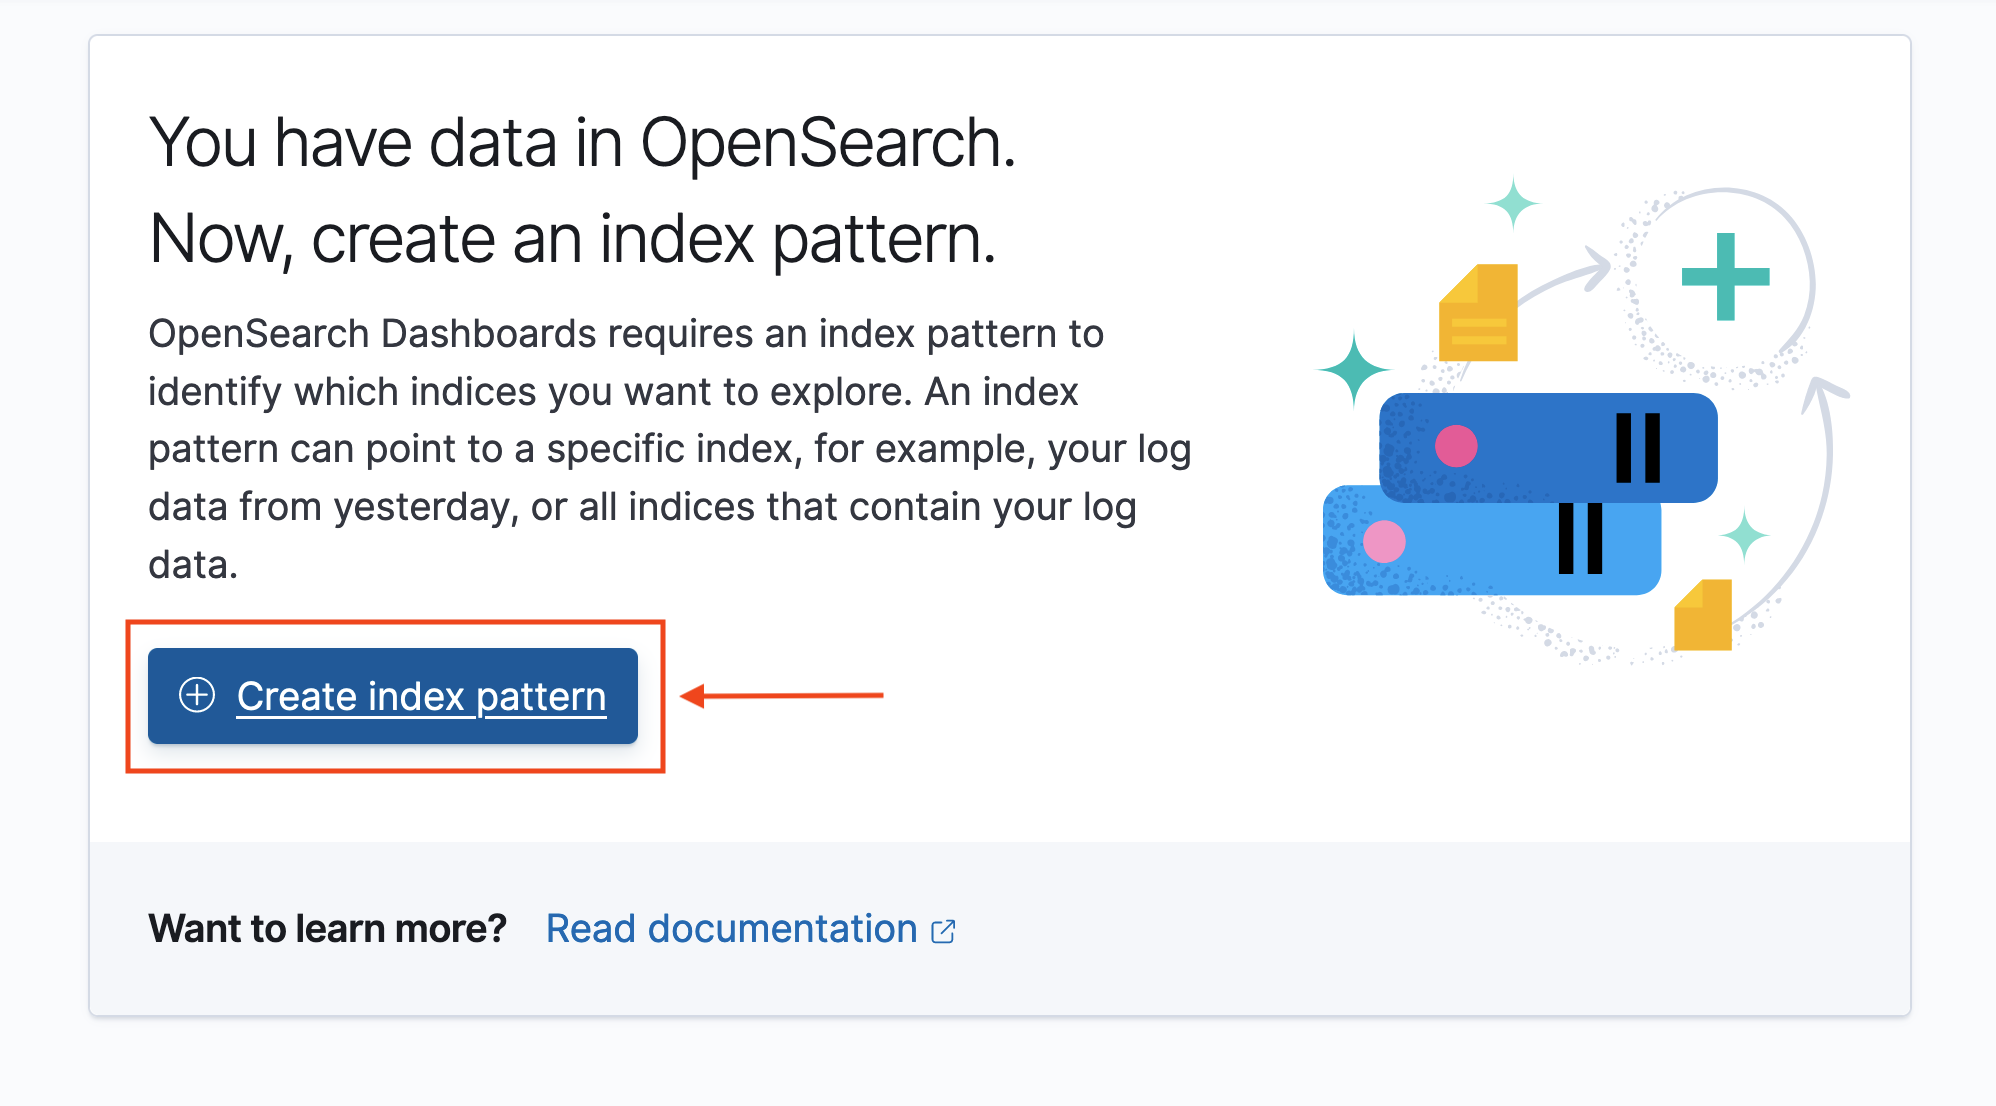 You have data in OpenSearch.
Now, create an index pattern.
OpenSearch Dashboards requires an index pattern to
identify which indices you want to explore. An index
pattern can point to a specific index, for example, your log
data from yesterday, or all indices that contain your log
data.
Create index pattern
Want to learn more? Read documentation